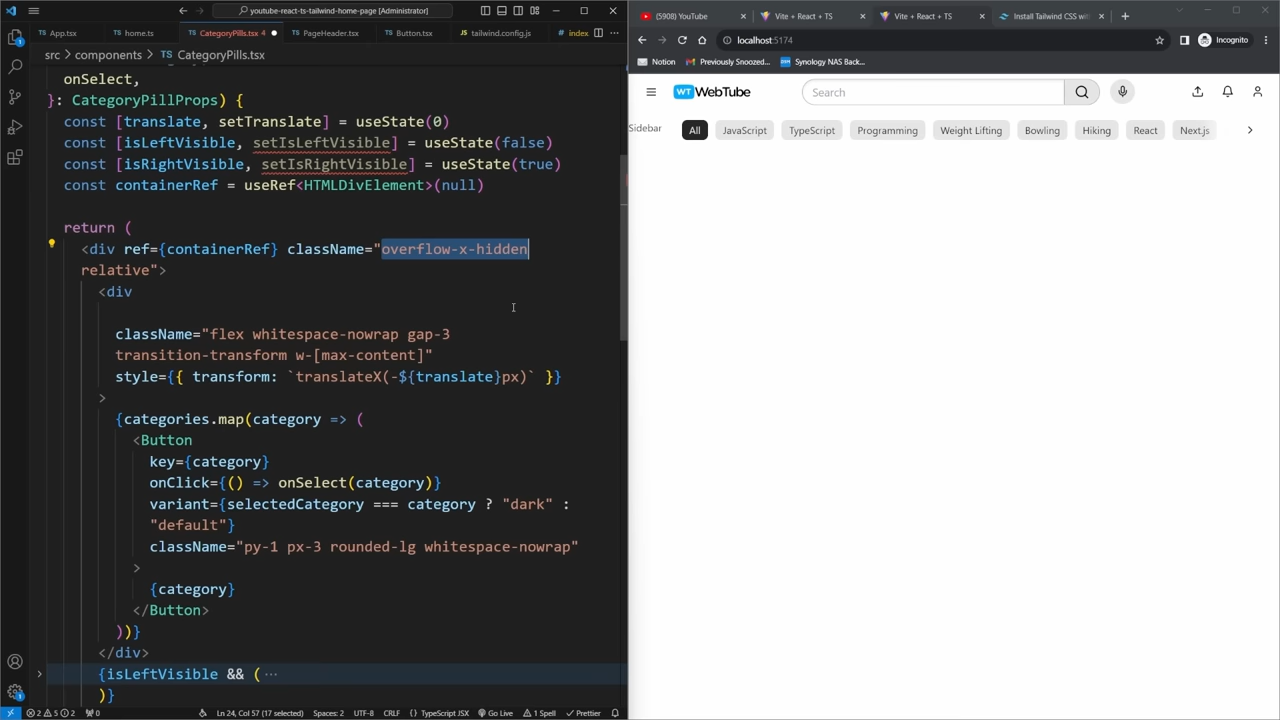 youtube-react-ts-tailwind-home-page [Administrator]
App.tsx
home.ts
CategoryPills.tsx 4
PageHeader.tsx
Button.tsx
tailwind.config.js
index
src > components > CategoryPills.tsx
onSelect,
}: CategoryPillProps) {
const [translate, setTranslate] = useState(0)
const [isLeftVisible, setIsLeftVisible] = useState(false)
const [isRightVisible, setIsRightVisible] = useState(true)
const containerRef = useRef<HTMLDivElement>(null)
return (
<div ref={containerRef} className="overflow-x-hidden
relative">
<div
className="flex whitespace-nowrap gap-3
transition-transform w-[max-content]"
style={{ transform: `translateX(-${translate}px)` }}
>
{categories.map(category => (
<Button
key={category}
onClick={() => onSelect(category)}
variant={selectedCategory === category ? "dark" :
"default"}
className="py-1 px-3 rounded-lg whitespace-nowrap"
>
{category}
</Button>
))}
</div>
{isLeftVisible && ( ···
)}
2 5 2
0
Ln 24, Col 57 (17 selected)
Spaces: 2
UTF-8
CRLF
{ } TypeScript JSX
Go Live
1 Spell
Prettier
(5908) YouTube
Vite + React + TS
Vite + React + TS
Install Tailwind CSS wit
localhost:5174
Incognito
Notion
Previously Snoozed...
Synology NAS Back...
WT WebTube
Search
Sidebar
All
JavaScript
TypeScript
Programming
Weight Lifting
Bowling
Hiking
React
Next.js